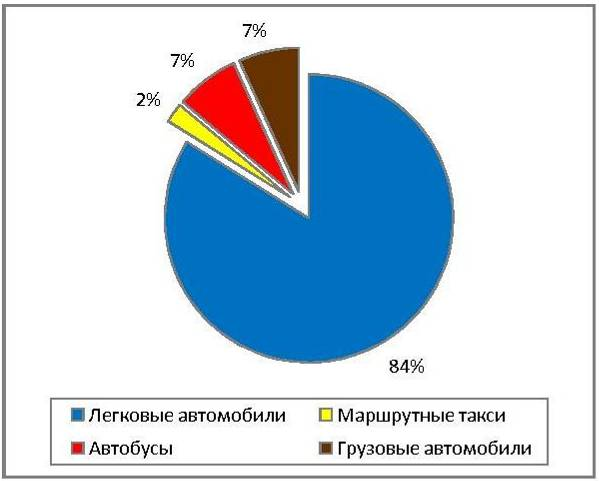 7%
7%
2%
84%
Легковые автомобили
Маршрутные такси
Автобусы
Грузовые автомобили